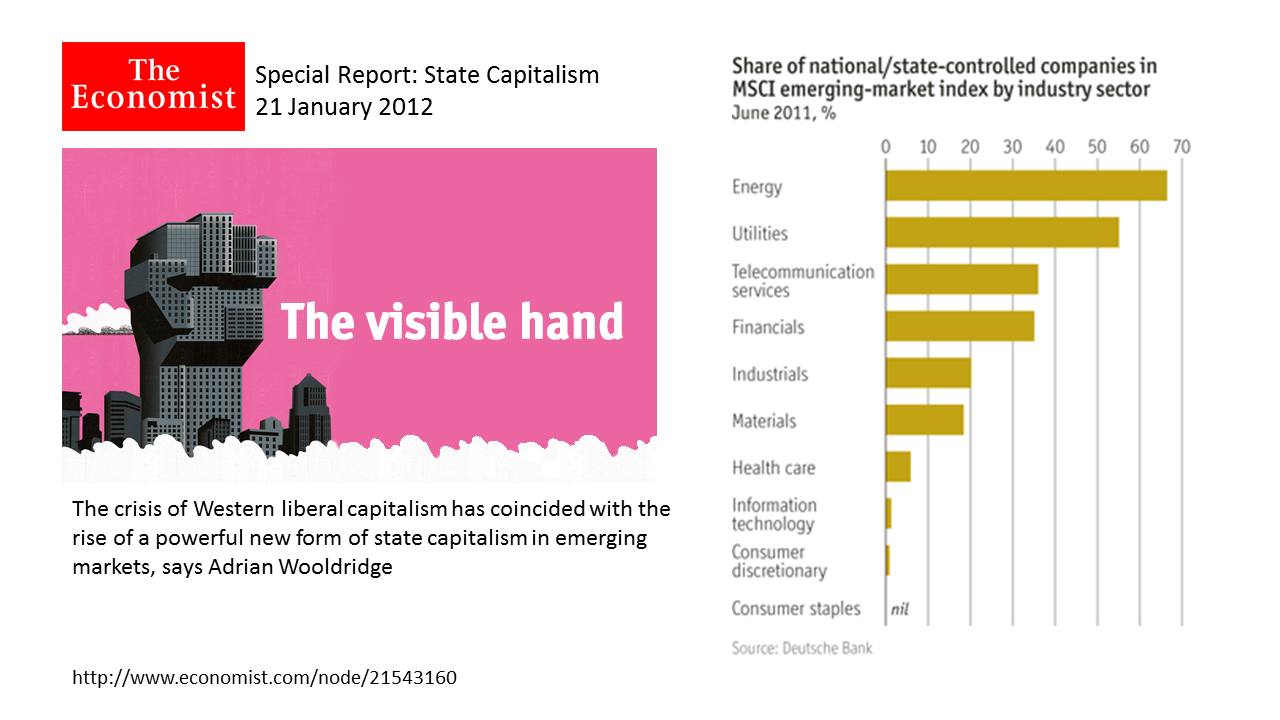 The
Economist
Special Report: State Capitalism
21 January 2012
The visible hand
The crisis of Western liberal capitalism has coincided with the
rise of a powerful new form of state capitalism in emerging
markets, says Adrian Wooldridge
http://www.economist.com/node/21543160
Share of national/state-controlled companies in
MSCI emerging-market index by industry sector
June 2011, %
0 10 20 30 40 50 60 70
Energy
Utilities
Telecommunication
services
Financials
Industrials
Materials
Health care
Information
technology
Consumer
discretionary
Consumer staples nil
Source: Deutsche Bank